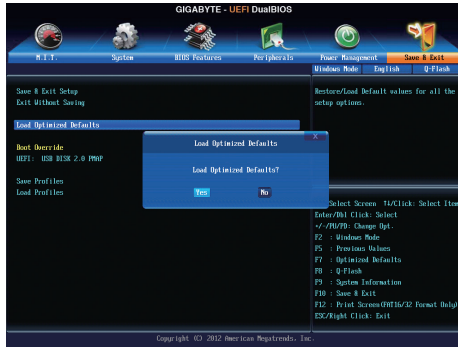 GIGABYTE - UEFI DualBIOS
M.I.T. System BIOS Features Peripherals Power Management Save & Exit
Windows Mode English Q-Flash
Save & Exit Setup
Exit Without Saving
Load Optimized Defaults
Boot Override
UEFI: USB DISK 2.0 PMAP
Save Profiles
Load Profiles
Restore/Load Default values for all the
setup options.
Load Optimized Defaults
X
Load Optimized Defaults?
Yes No
Select Screen ↑↓/Click: Select Item
Enter/Dbl Click: Select
+/-/PU/PD: Change Opt.
F2 : Windows Mode
F5 : Previous Values
F7 : Optimized Defaults
F8 : Q-Flash
F9 : System Information
F10 : Save & Exit
F12 : Print Screen(FAT16/32 Format Only)
ESC/Right Click: Exit
Copyright (C) 2012 American Megatrends, Inc.